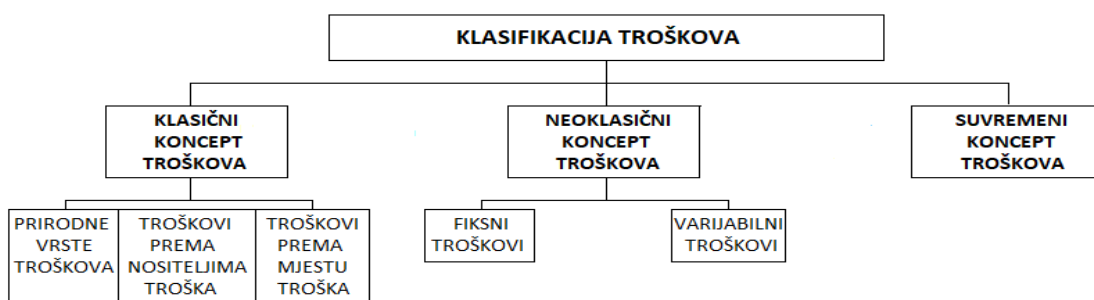 KLASIFIKACIJA TROŠKOVA
KLASIČNI
KONCEPT
TROŠKOVA
NEOKLASIČNI
KONCEPT
TROŠKOVA
SUVREMENI
KONCEPT
TROŠKOVA
PRIRODNE
VRSTE
TROŠKOVA
TROŠKOVI
PREMA
NOSITELJIMA
TROŠKA
TROŠKOVI
PREMA
MJESTU
TROŠKA
FIKSNI
TROŠKOVI
VARIJABILNI
TROŠKOVI